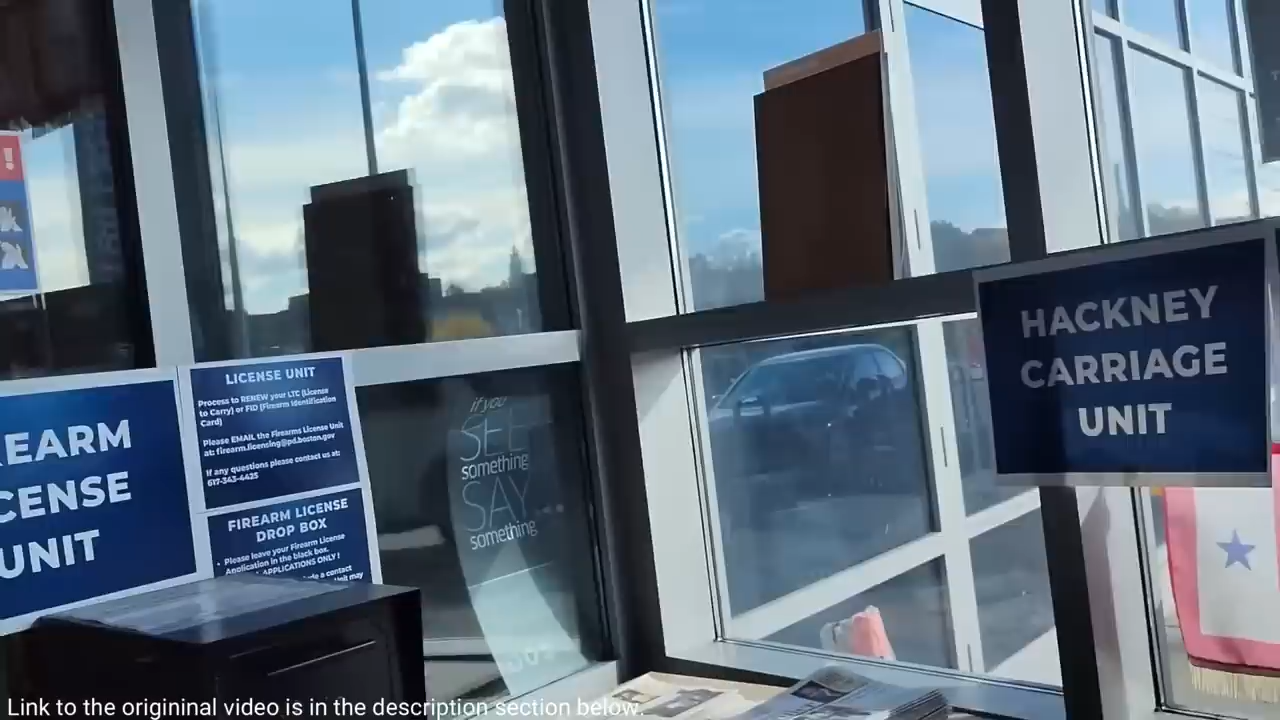 !
EARM
CENSE
UNIT
LICENSE UNIT
Process to RENEW your LTC (License
to Carry) or FID (Firearm Identification
Card)
Please EMAIL the Firearms License Unit
at: firearm.licensing@pd.boston.gov
If any questions please contact us at:
617-343-4425
FIREARM LICENSE
DROP BOX
• Please leave your Firearm License
Application in the black box.
APPLICATIONS ONLY !
a contact
may
if you
SEE
something
SAY...
something
HACKNEY
CARRIAGE
UNIT
Link to the origininal video is in the description section below.